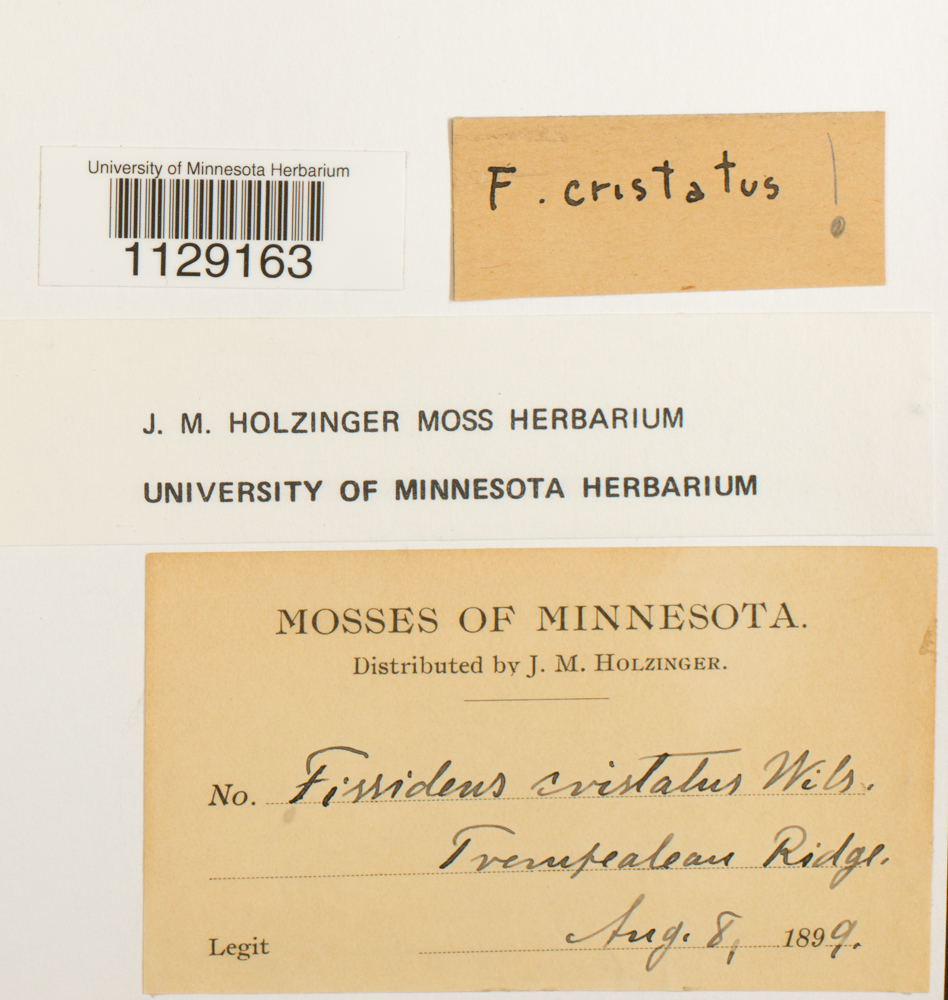 University of Minnesota Herbarium
1129163
F. cristatus !
J. M. HOLZINGER MOSS HERBARIUM
UNIVERSITY OF MINNESOTA HERBARIUM
MOSSES OF MINNESOTA.
Distributed by J. M. HOLZINGER.
No. Fissidens cristatus Wils.
Trempealeau Ridge.
Legit Aug. 8, 1899.